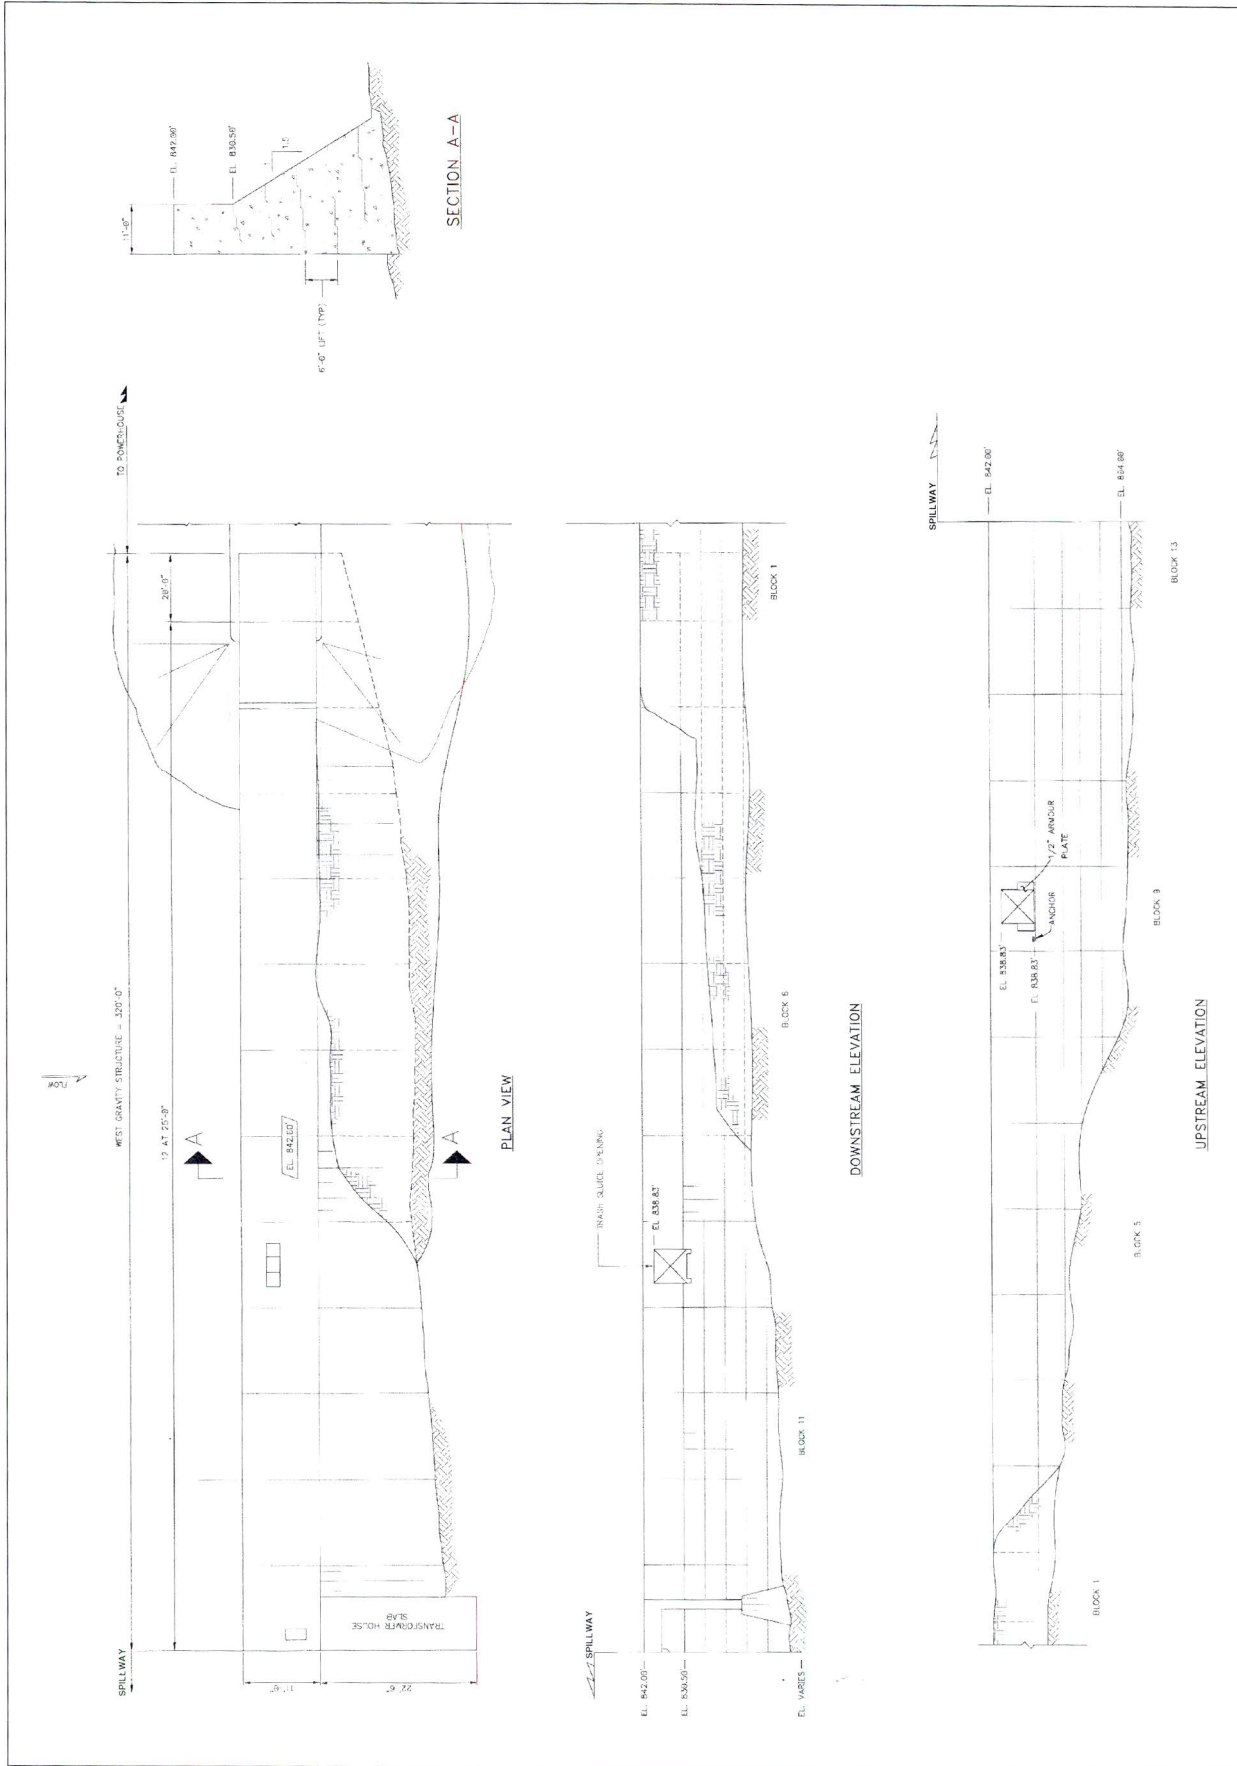 EL. 842.00'
11'-0"
EL. 830.50'
1.5
6'-6" LIFT (TYP)
SECTION A-A
TO POWERHOUSE
WEST GRAVITY STRUCTURE = 320'-0"
20'-0"
12 AT 25'-0"
FLOW
A
EL. 842.00'
A
PLAN VIEW
SPILLWAY
11'-0"
22'-6"
TRANSFORMER HOUSE
SLAB
BLOCK 1
BLOCK 6
BLOCK 11
TRASH SLUICE OPENING
EL. 838.83'
DOWNSTREAM ELEVATION
SPILLWAY
EL. 842.00'
EL. 830.50'
EL. VARIES
SPILLWAY
EL. 842.00'
EL. 804.00'
BLOCK 13
1/2" ARMOUR
PLATE
ANCHOR
EL. 838.83'
EL. 838.83'
BLOCK 9
BLOCK 5
BLOCK 1
UPSTREAM ELEVATION